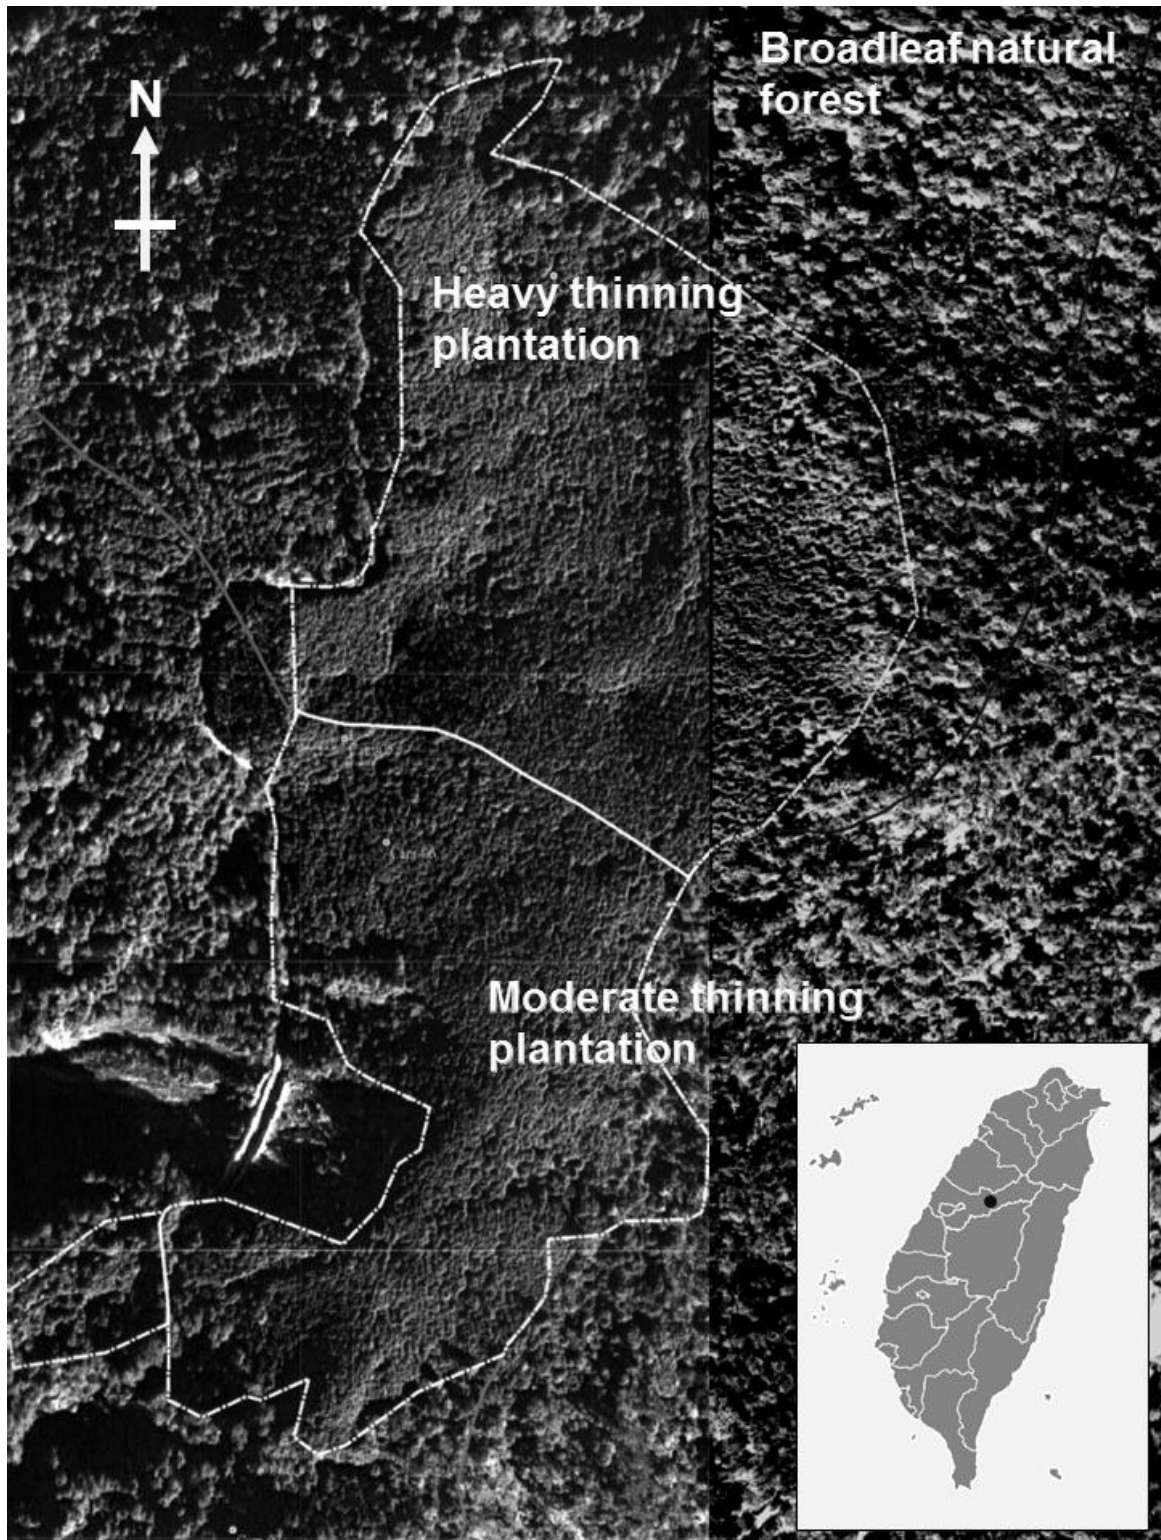 Broadleaf natural
forest
N
Heavy thinning
plantation
Moderate thinning
plantation